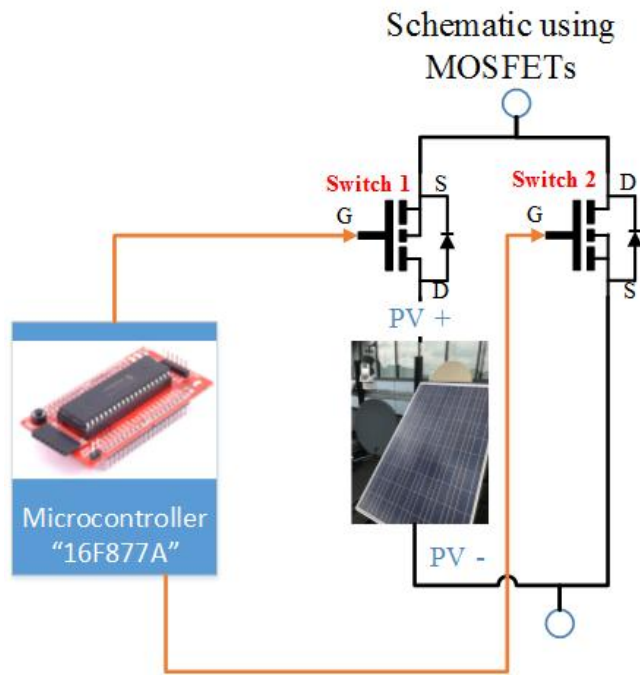 Schematic using
MOSFETs
Switch 1
S
Switch 2
D
G
G
D
S
PV +
Microcontroller
“16F877A”
PV -